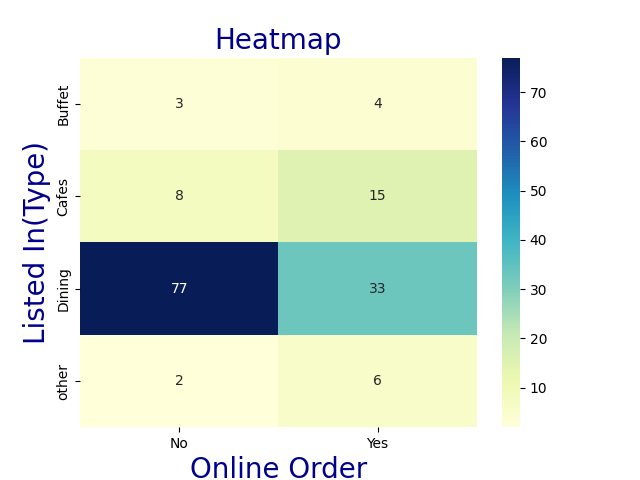 Heatmap
Listed In(Type)
Buffet
3
4
Cafes
8
15
Dining
77
33
other
2
6
No
Yes
Online Order
70
60
50
40
30
20
10